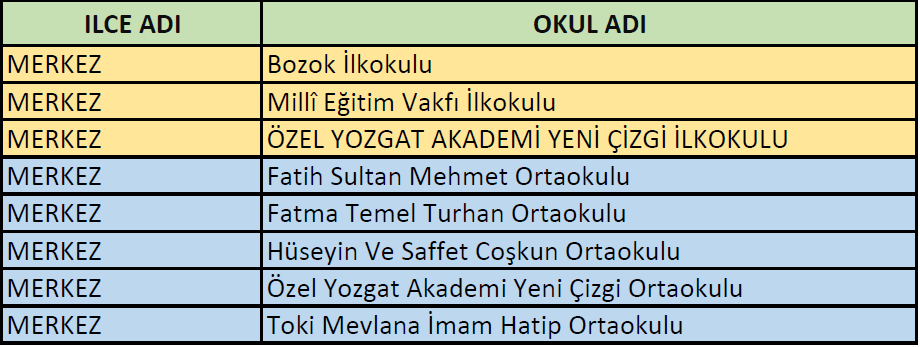 ILCE ADI OKUL ADI
MERKEZ Bozok İlkokulu
MERKEZ Millî Eğitim Vakfı İlkokulu
MERKEZ ÖZEL YOZGAT AKADEMİ YENİ ÇİZGİ İLKOKULU
MERKEZ Fatih Sultan Mehmet Ortaokulu
MERKEZ Fatma Temel Turhan Ortaokulu
MERKEZ Hüseyin Ve Saffet Coşkun Ortaokulu
MERKEZ Özel Yozgat Akademi Yeni Çizgi Ortaokulu
MERKEZ Toki Mevlana İmam Hatip Ortaokulu